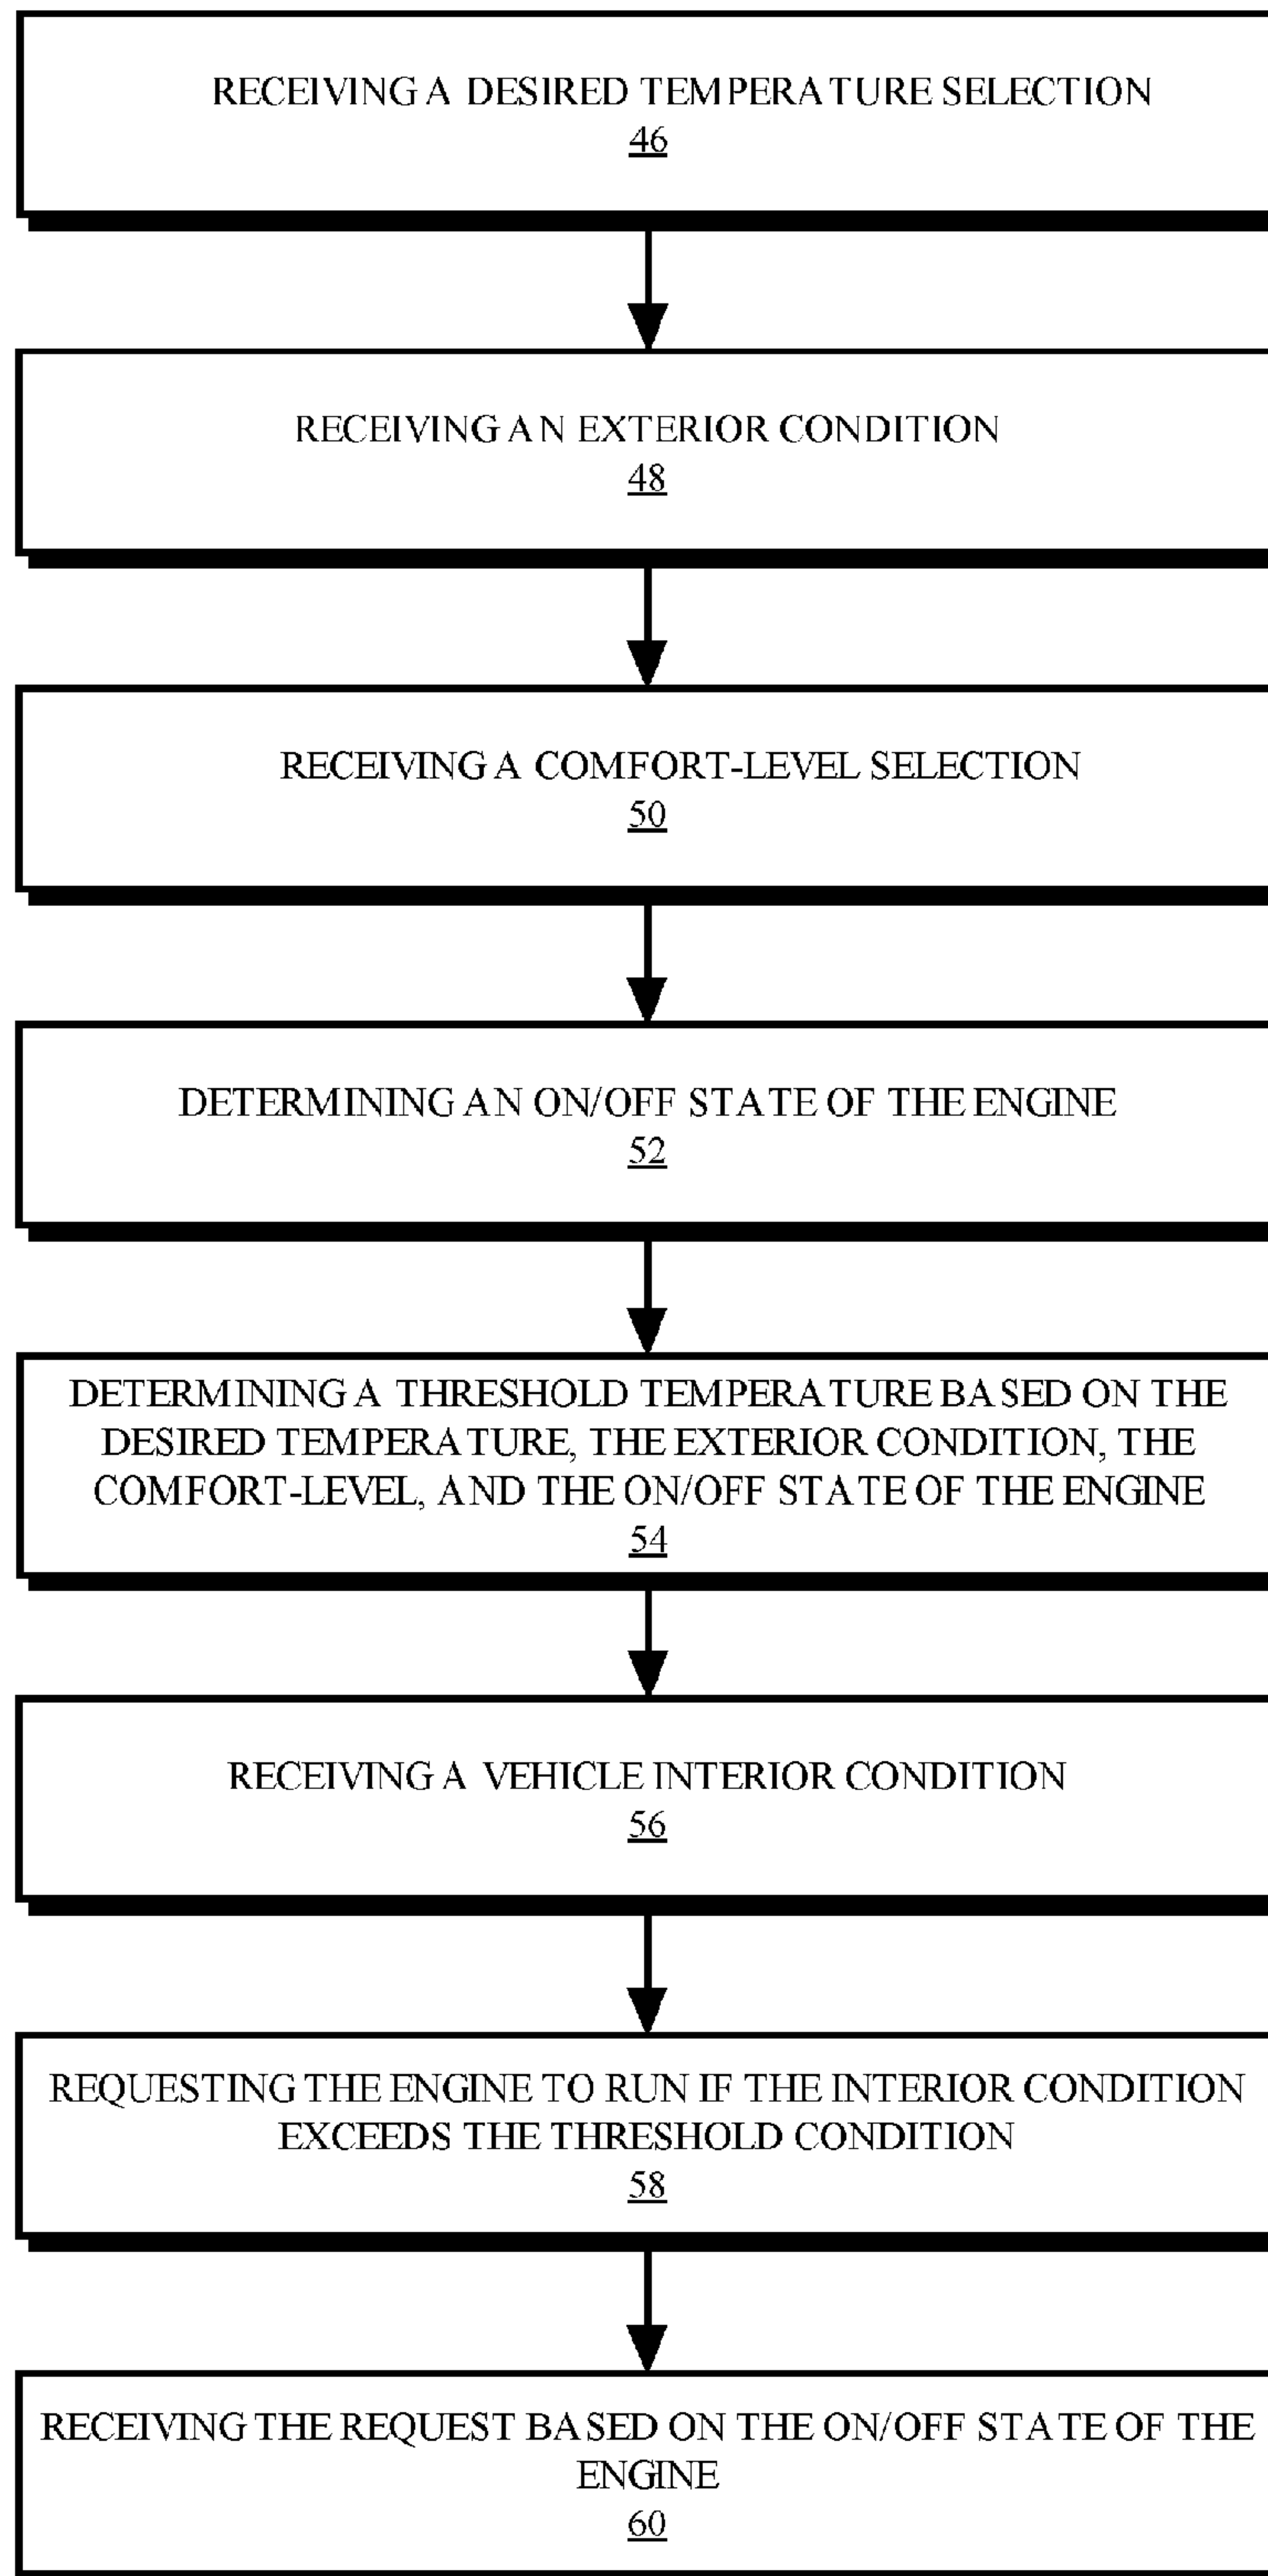 RECEIVING A DESIRED TEMPERATURE SELECTION
46
RECEIVING AN EXTERIOR CONDITION
48
RECEIVING A COMFORT-LEVEL SELECTION
50
DETERMINING AN ON/OFF STATE OF THE ENGINE
52
DETERMINING A THRESHOLD TEMPERATURE BASED ON THE
DESIRED TEMPERATURE, THE EXTERIOR CONDITION, THE
COMFORT-LEVEL, AND THE ON/OFF STATE OF THE ENGINE
54
RECEIVING A VEHICLE INTERIOR CONDITION
56
REQUESTING THE ENGINE TO RUN IF THE INTERIOR CONDITION
EXCEEDS THE THRESHOLD CONDITION
58
RECEIVING THE REQUEST BASED ON THE ON/OFF STATE OF THE
ENGINE
60